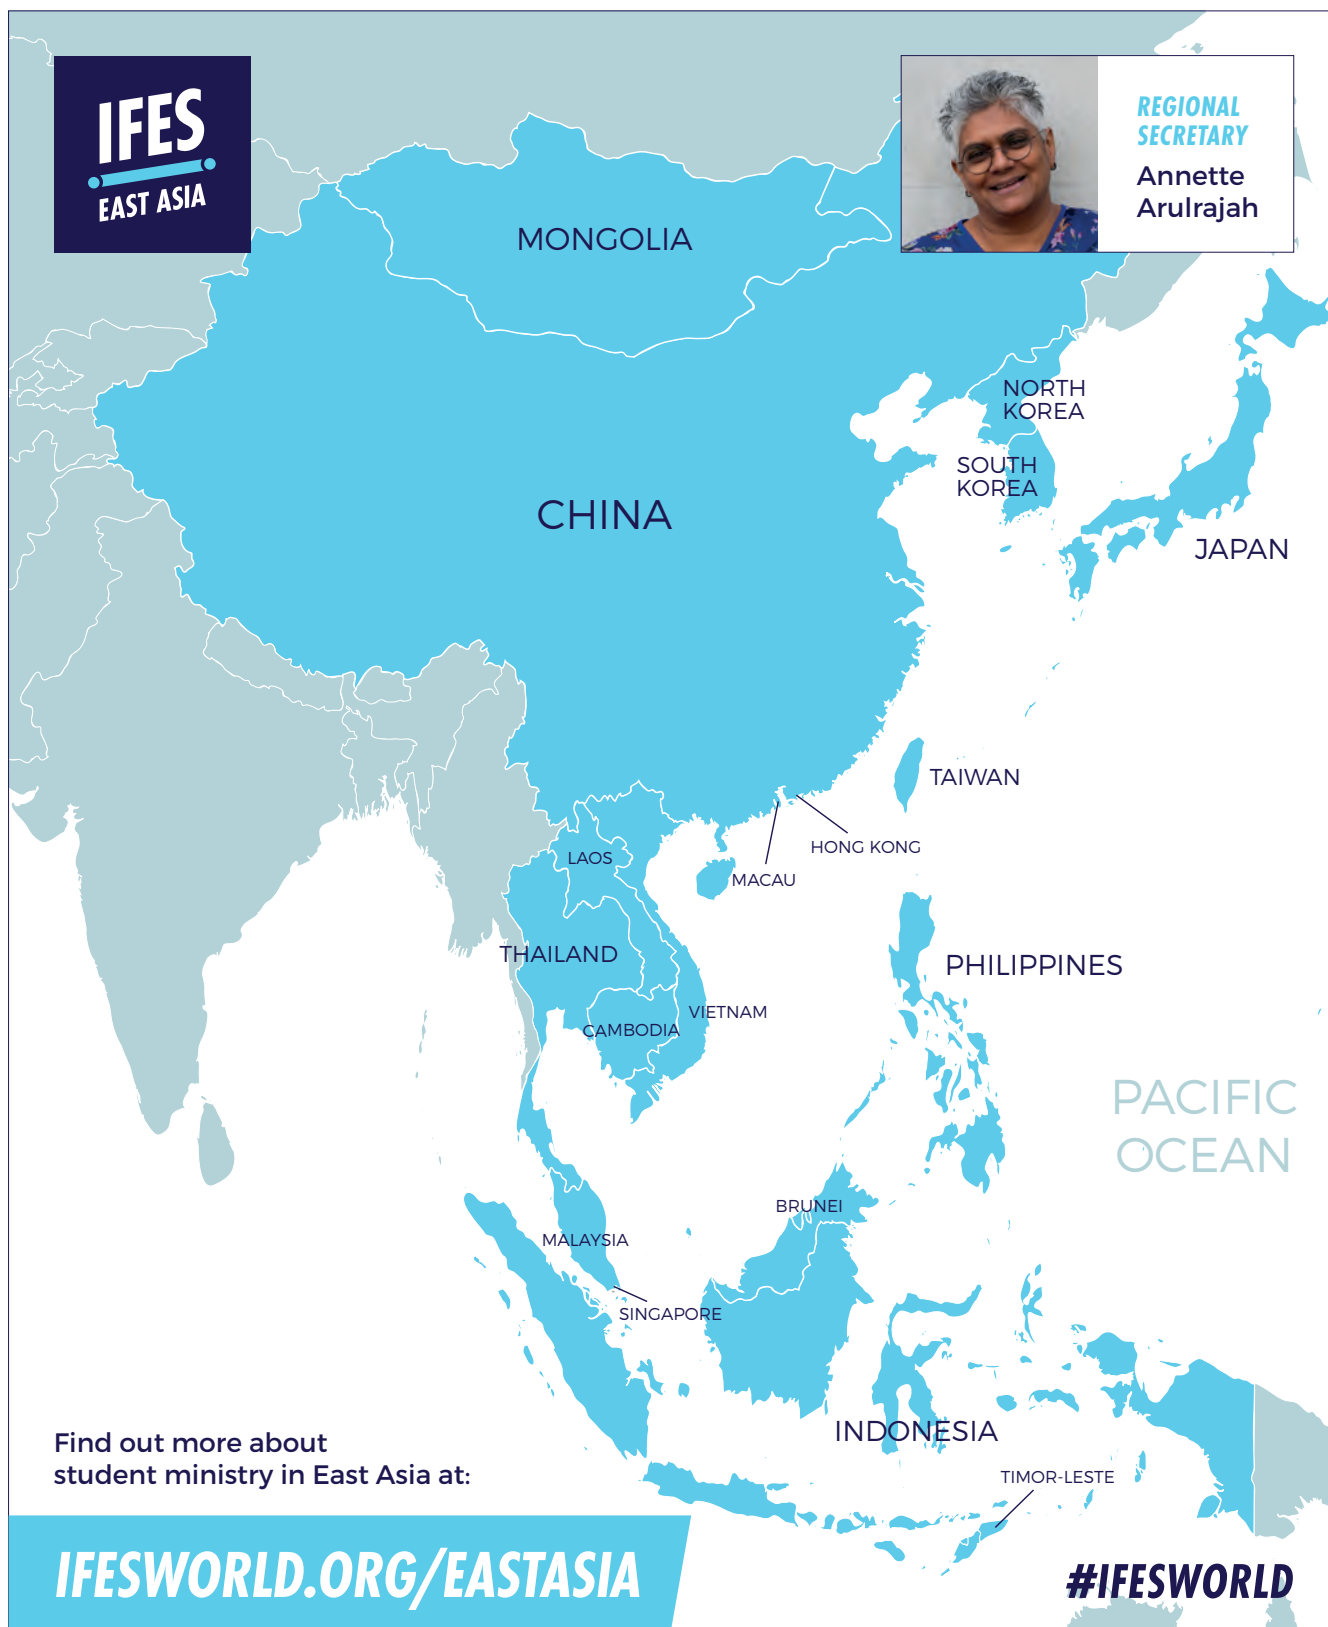 IFES
EAST ASIA
REGIONAL
SECRETARY
Annette
Arulrajah
MONGOLIA
NORTH
KOREA
SOUTH
KOREA
CHINA
JAPAN
TAIWAN
HONG KONG
LAOS
MACAU
THAILAND
PHILIPPINES
VIETNAM
CAMBODIA
PACIFIC
OCEAN
BRUNEI
MALAYSIA
SINGAPORE
INDONESIA
TIMOR-LESTE
Find out more about
student ministry in East Asia at:
IFESWORLD.ORG/EASTASIA
#IFESWORLD